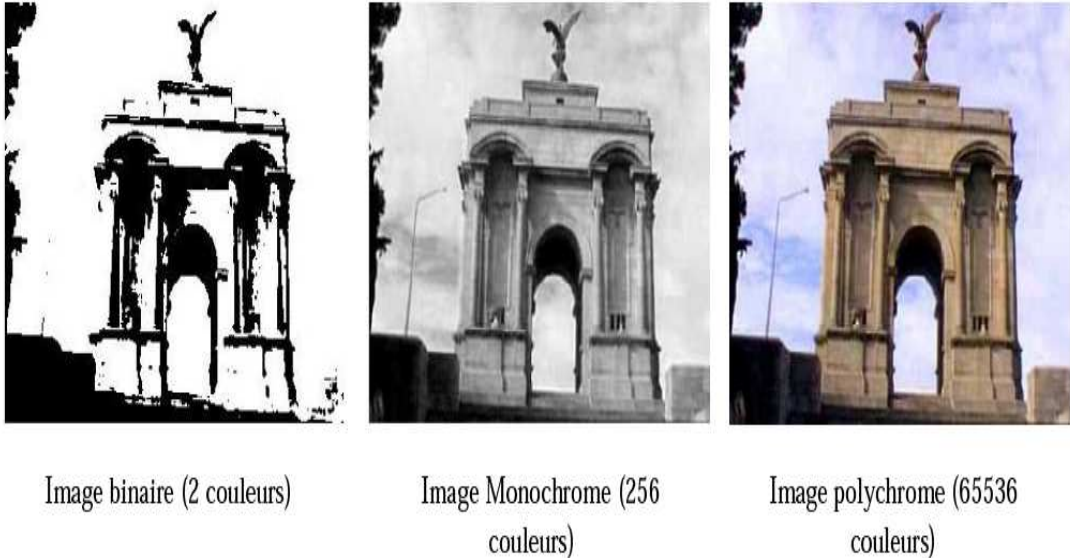 Image binaire (2 couleurs)
Image Monochrome (256
couleurs)
Image polychrome (65536
couleurs)